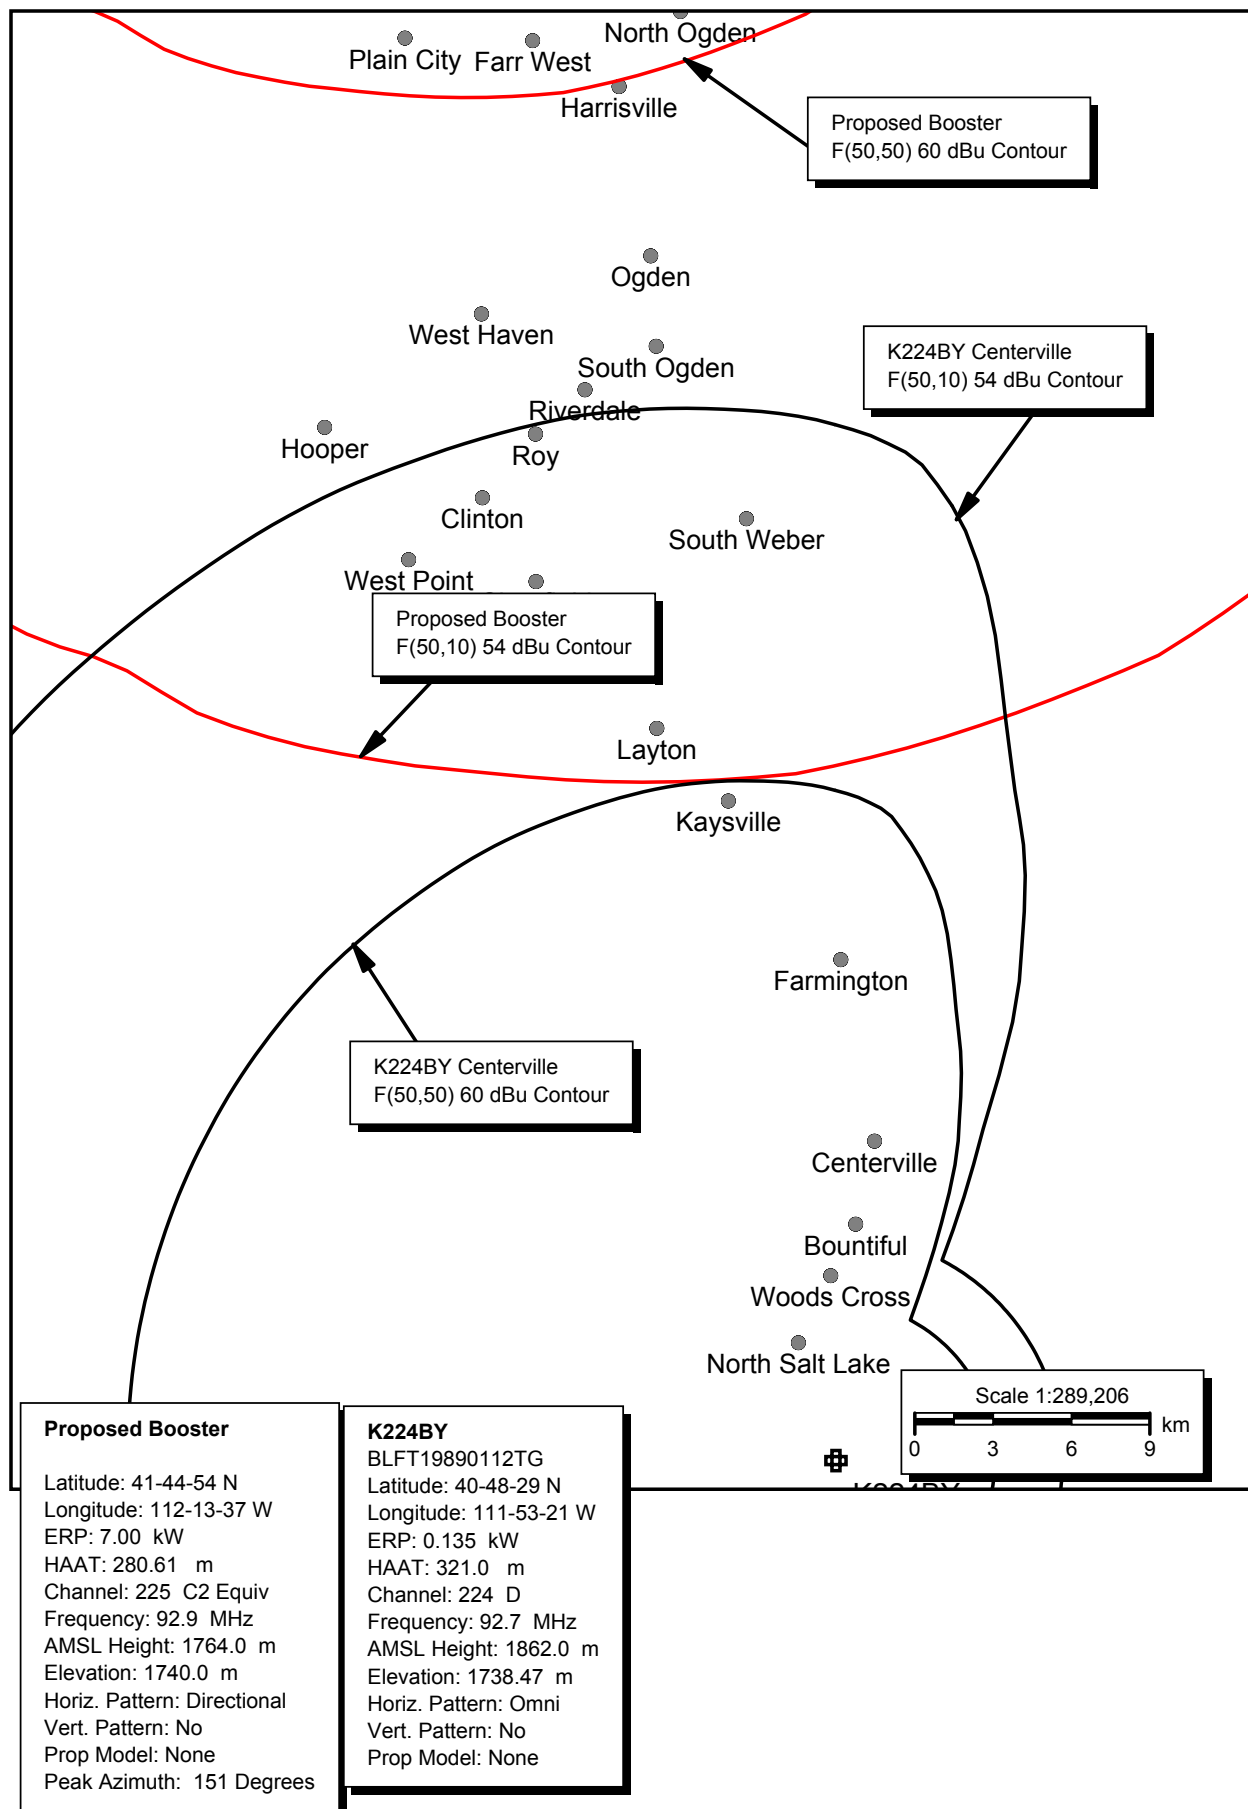 North Ogden
Plain City
Farr West
Harrisville
Proposed Booster
F(50,50) 60 dBu Contour
Ogden
West Haven
South Ogden
K224BY Centerville
F(50,10) 54 dBu Contour
Riverdale
Hooper
Roy
Clinton
South Weber
West Point
Proposed Booster
F(50,10) 54 dBu Contour
Layton
Kaysville
Farmington
K224BY Centerville
F(50,50) 60 dBu Contour
Centerville
Bountiful
Woods Cross
North Salt Lake
Scale 1:289,206
0 3 6 9 km
K224BY
Proposed Booster
Latitude: 41-44-54 N
Longitude: 112-13-37 W
ERP: 7.00 kW
HAAT: 280.61 m
Channel: 225 C2 Equiv
Frequency: 92.9 MHz
AMSL Height: 1764.0 m
Elevation: 1740.0 m
Horiz. Pattern: Directional
Vert. Pattern: No
Prop Model: None
Peak Azimuth: 151 Degrees
K224BY
BLFT19890112TG
Latitude: 40-48-29 N
Longitude: 111-53-21 W
ERP: 0.135 kW
HAAT: 321.0 m
Channel: 224 D
Frequency: 92.7 MHz
AMSL Height: 1862.0 m
Elevation: 1738.47 m
Horiz. Pattern: Omni
Vert. Pattern: No
Prop Model: None